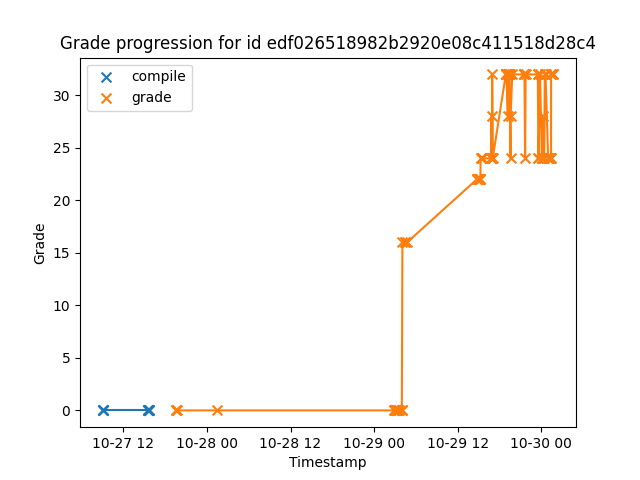 Grade progression for id edf026518982b2920e08c411518d28c4
compile
grade
30
25
20
15
10
5
0
Grade
10-27 12
10-28 00
10-28 12
10-29 00
10-29 12
10-30 00
Timestamp